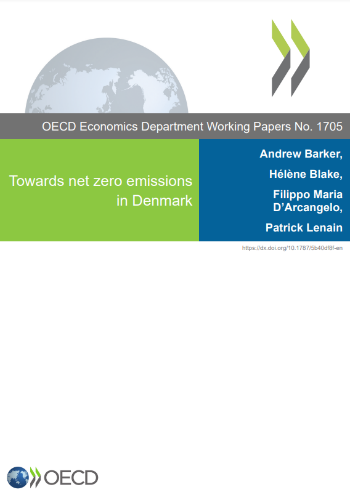 OECD Economics Department Working Papers No. 1705
Towards net zero emissions
in Denmark
Andrew Barker,
Hélène Blake,
Filippo Maria
D'Arcangelo,
Patrick Lenain
https://dx.doi.org/10.1787/5b40df8f-en
OECD